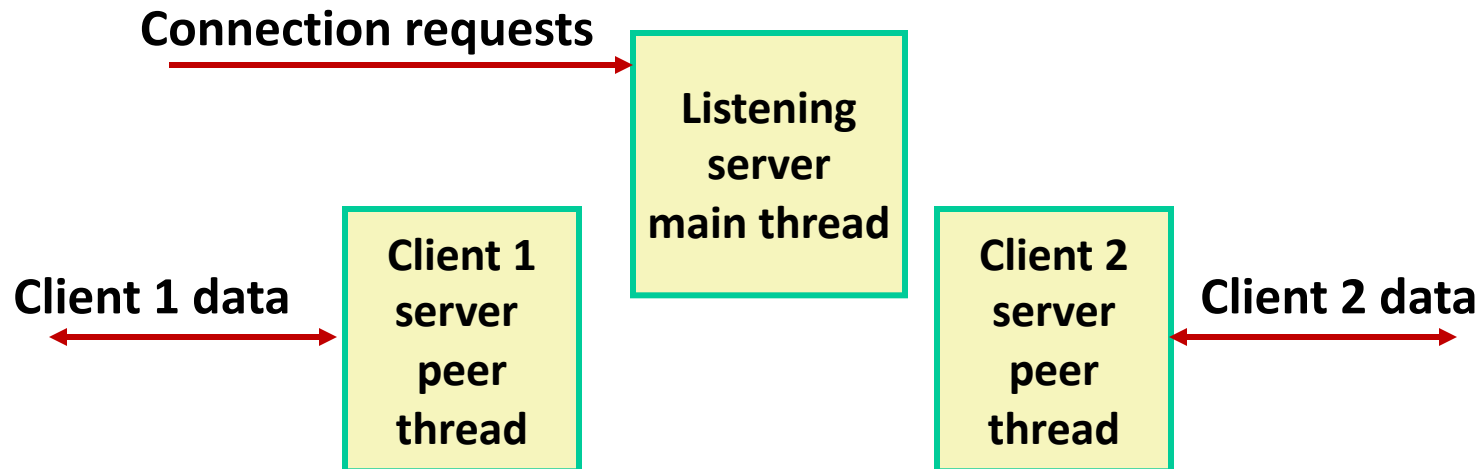 Connection requests
Listening
server
main thread
Client 1
server
peer
thread
Client 2
server
peer
thread
Client 1 data
Client 2 data